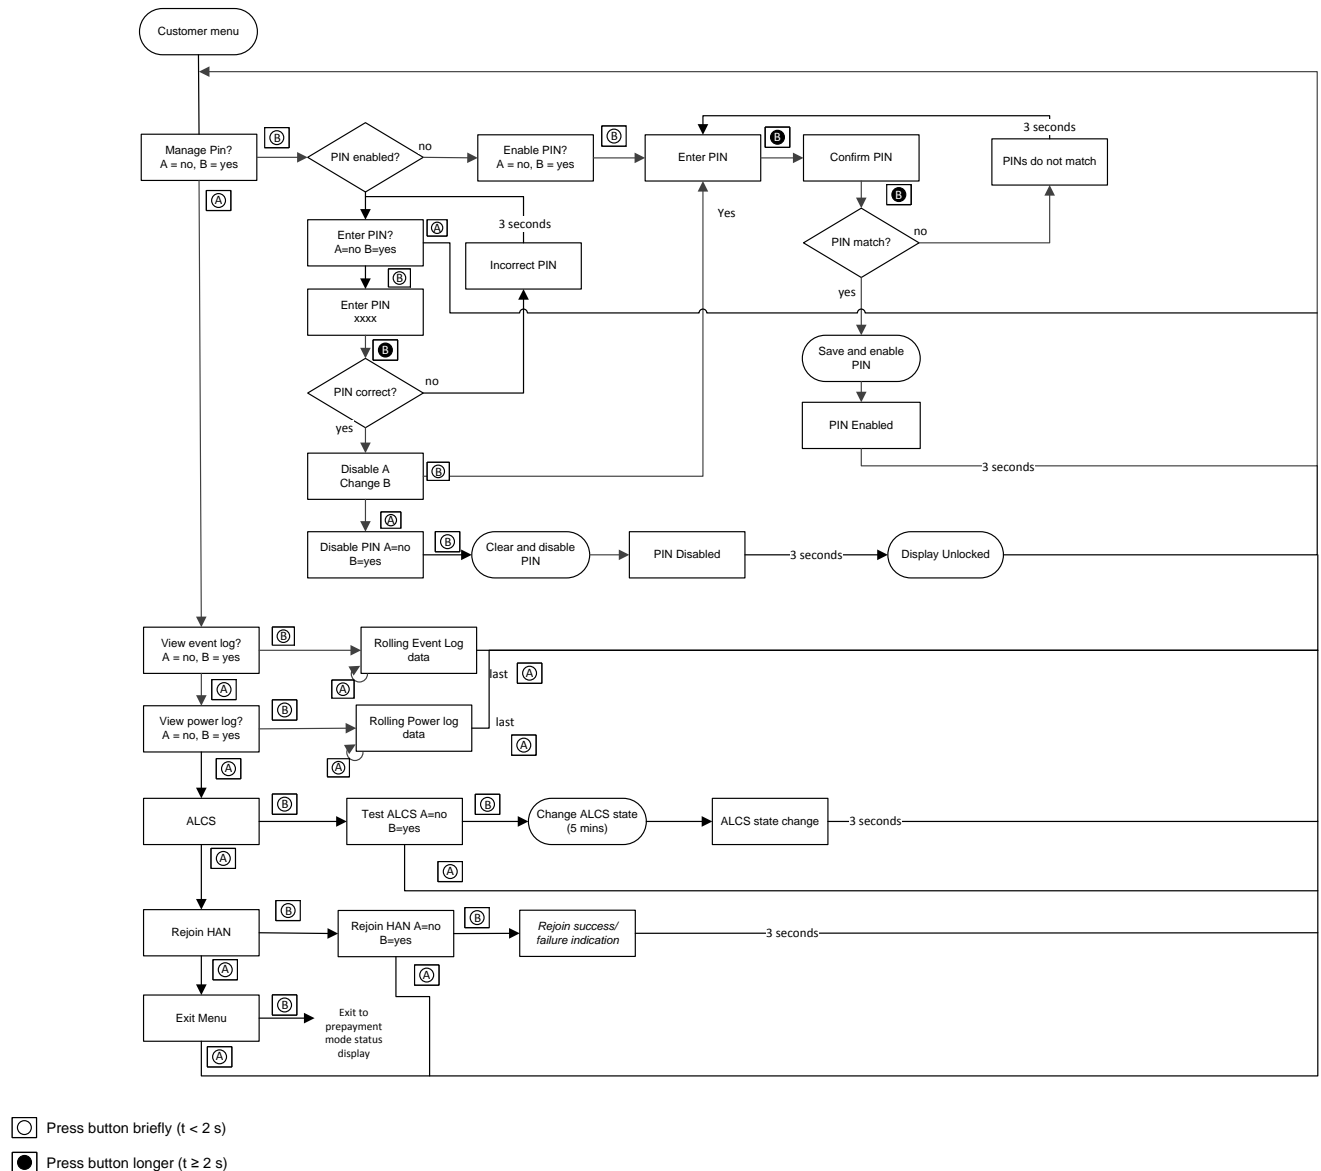 Customer menu
Manage Pin?
A = no, B = yes
B
PIN enabled?
no
Enable PIN?
A = no, B = yes
B
Enter PIN
B
Confirm PIN
3 seconds
PINs do not match
A
B
Enter PIN?
A=no B=yes
A
3 seconds
Incorrect PIN
Yes
PIN match?
no
B
Enter PIN
xxxx
yes
B
Save and enable
PIN
PIN correct?
no
yes
PIN Enabled
Disable A
Change B
B
3 seconds
A
Disable PIN A=no
B=yes
B
Clear and disable
PIN
PIN Disabled
3 seconds
Display Unlocked
View event log?
A = no, B = yes
B
Rolling Event Log
data
A
last
A
A
View power log?
A = no, B = yes
B
Rolling Power log
data
last
A
A
A
ALCS
B
Test ALCS A=no
B=yes
B
Change ALCS state
(5 mins)
ALCS state change
3 seconds
A
A
Rejoin HAN
B
Rejoin HAN A=no
B=yes
B
Rejoin success/
failure indication
3 seconds
A
A
Exit Menu
B
Exit to
prepayment
mode status
display
A
Press button briefly (t < 2 s)
Press button longer (t ≥ 2 s)